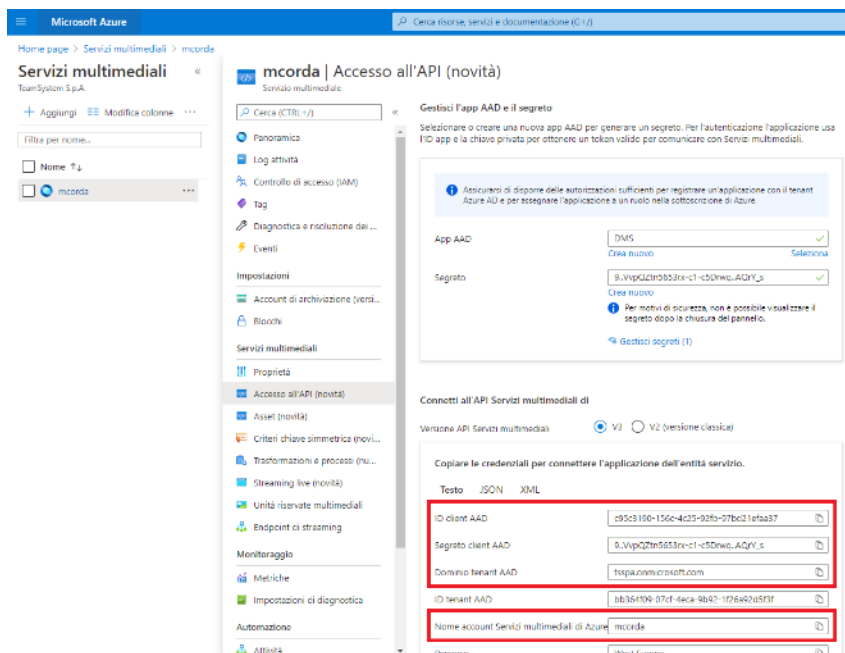 Microsoft Azure
Cerca risorse, servizi e documentazione (G+/)
Home page > Servizi multimediali > mcorda
Servizi multimediali
TeamSystem S.p.A.
Aggiungi
Modifica colonne
Filtra per nome...
Nome
mcorda
mcorda | Accesso all'API (novità)
Servizio multimediale
Cerca (CTRL+/)
Panoramica
Log attività
Controllo di accesso (IAM)
Tag
Diagnostica e risoluzione dei ...
Eventi
Impostazioni
Account di archiviazione (versi...
Blocchi
Servizi multimediali
Proprietà
Accesso all'API (novità)
Asset (novità)
Criteri chiave simmetrica (novi...
Trasformazioni e processi (nu...
Streaming live (novità)
Unità riservate multimediali
Endpoint di streaming
Monitoraggio
Metriche
Impostazioni di diagnostica
Automazione
Attività
Gestisci l'app AAD e il segreto
Selezionare o creare una nuova app AAD per generare un segreto. Per l'autenticazione l'applicazione usa
l'ID app e la chiave privata per ottenere un token valido per comunicare con Servizi multimediali.
Assicurarsi di disporre delle autorizzazioni sufficienti per registrare un'applicazione con il tenant
Azure AD e per assegnare l'applicazione a un ruolo nella sottoscrizione di Azure.
App AAD
DMS
Crea nuovo
Seleziona
Segreto
Crea nuovo
Per motivi di sicurezza, non è possibile visualizzare il
segreto dopo la chiusura del pannello.
Gestisci segreti (1)
Connetti all'API Servizi multimediali di
Versione API Servizi multimediali
V3
V2 (versione classica)
Copiare le credenziali per connettere l'applicazione dell'entità servizio.
Testo JSON XML
ID client AAD
Segreto client AAD
Dominio tenant AAD
tsspa.onmicrosoft.com
ID tenant AAD
Nome account Servizi multimediali di Azure
mcorda